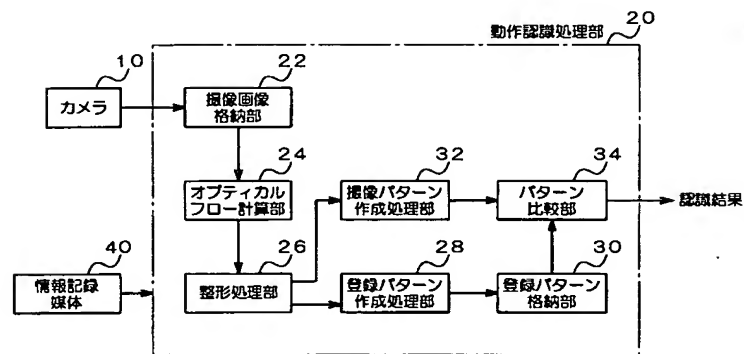 動作認識処理部
20
10
22
カメラ
撮像画像
格納部
24
32
34
オプティカル
フロー計算部
撮像パターン
作成処理部
パターン
比較部
認識結果
40
26
28
30
情報記録
媒体
整形処理部
登録パターン
作成処理部
登録パターン
格納部